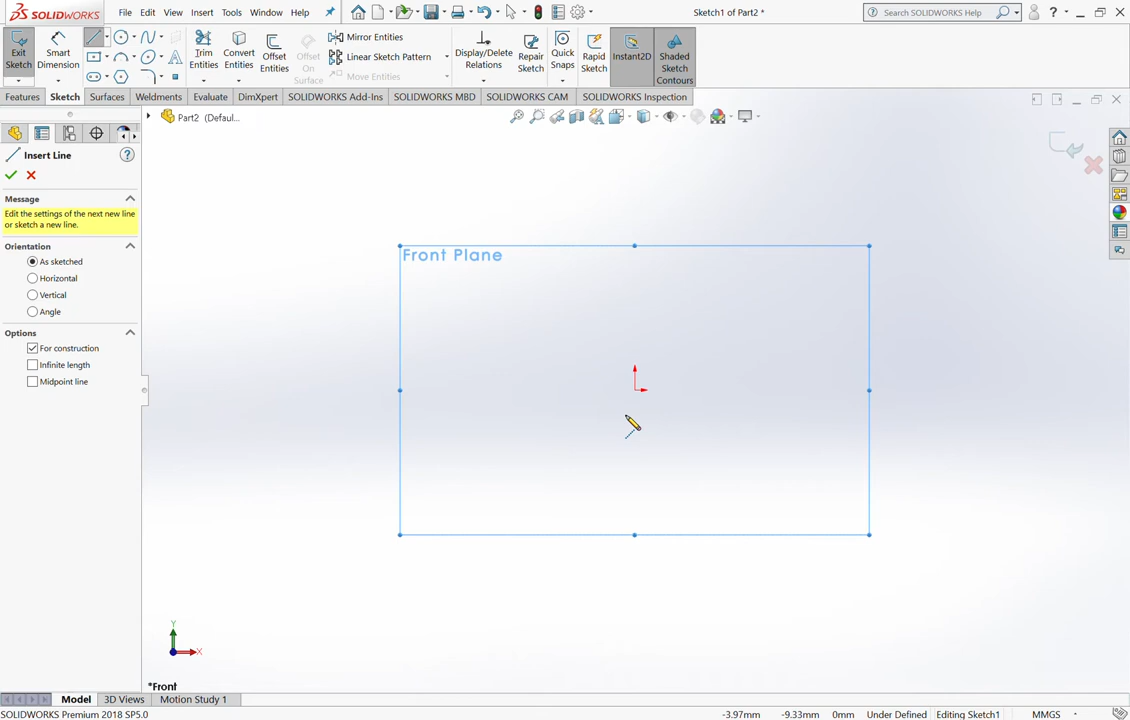 SOLIDWORKS File Edit View Insert Tools Window Help Sketch1 of Part2 * Search SOLIDWORKS Help
Exit Sketch Smart Dimension Trim Entities Convert Entities Offset Entities Offset On Surface Mirror Entities Linear Sketch Pattern Move Entities Display/Delete Relations Repair Sketch Quick Snaps Rapid Sketch Instant2D Shaded Sketch Contours
Features Sketch Surfaces Weldments Evaluate DimXpert SOLIDWORKS Add-Ins SOLIDWORKS MBD SOLIDWORKS CAM SOLIDWORKS Inspection
Part2 (Defaul...
Insert Line
Message
Edit the settings of the next new line
or sketch a new line.
Orientation
As sketched
Horizontal
Vertical
Angle
Options
For construction
Infinite length
Midpoint line
Front Plane
Y
X
*Front
Model 3D Views Motion Study 1
SOLIDWORKS Premium 2018 SP5.0 -3.97mm -9.33mm 0mm Under Defined Editing Sketch1 MMGS